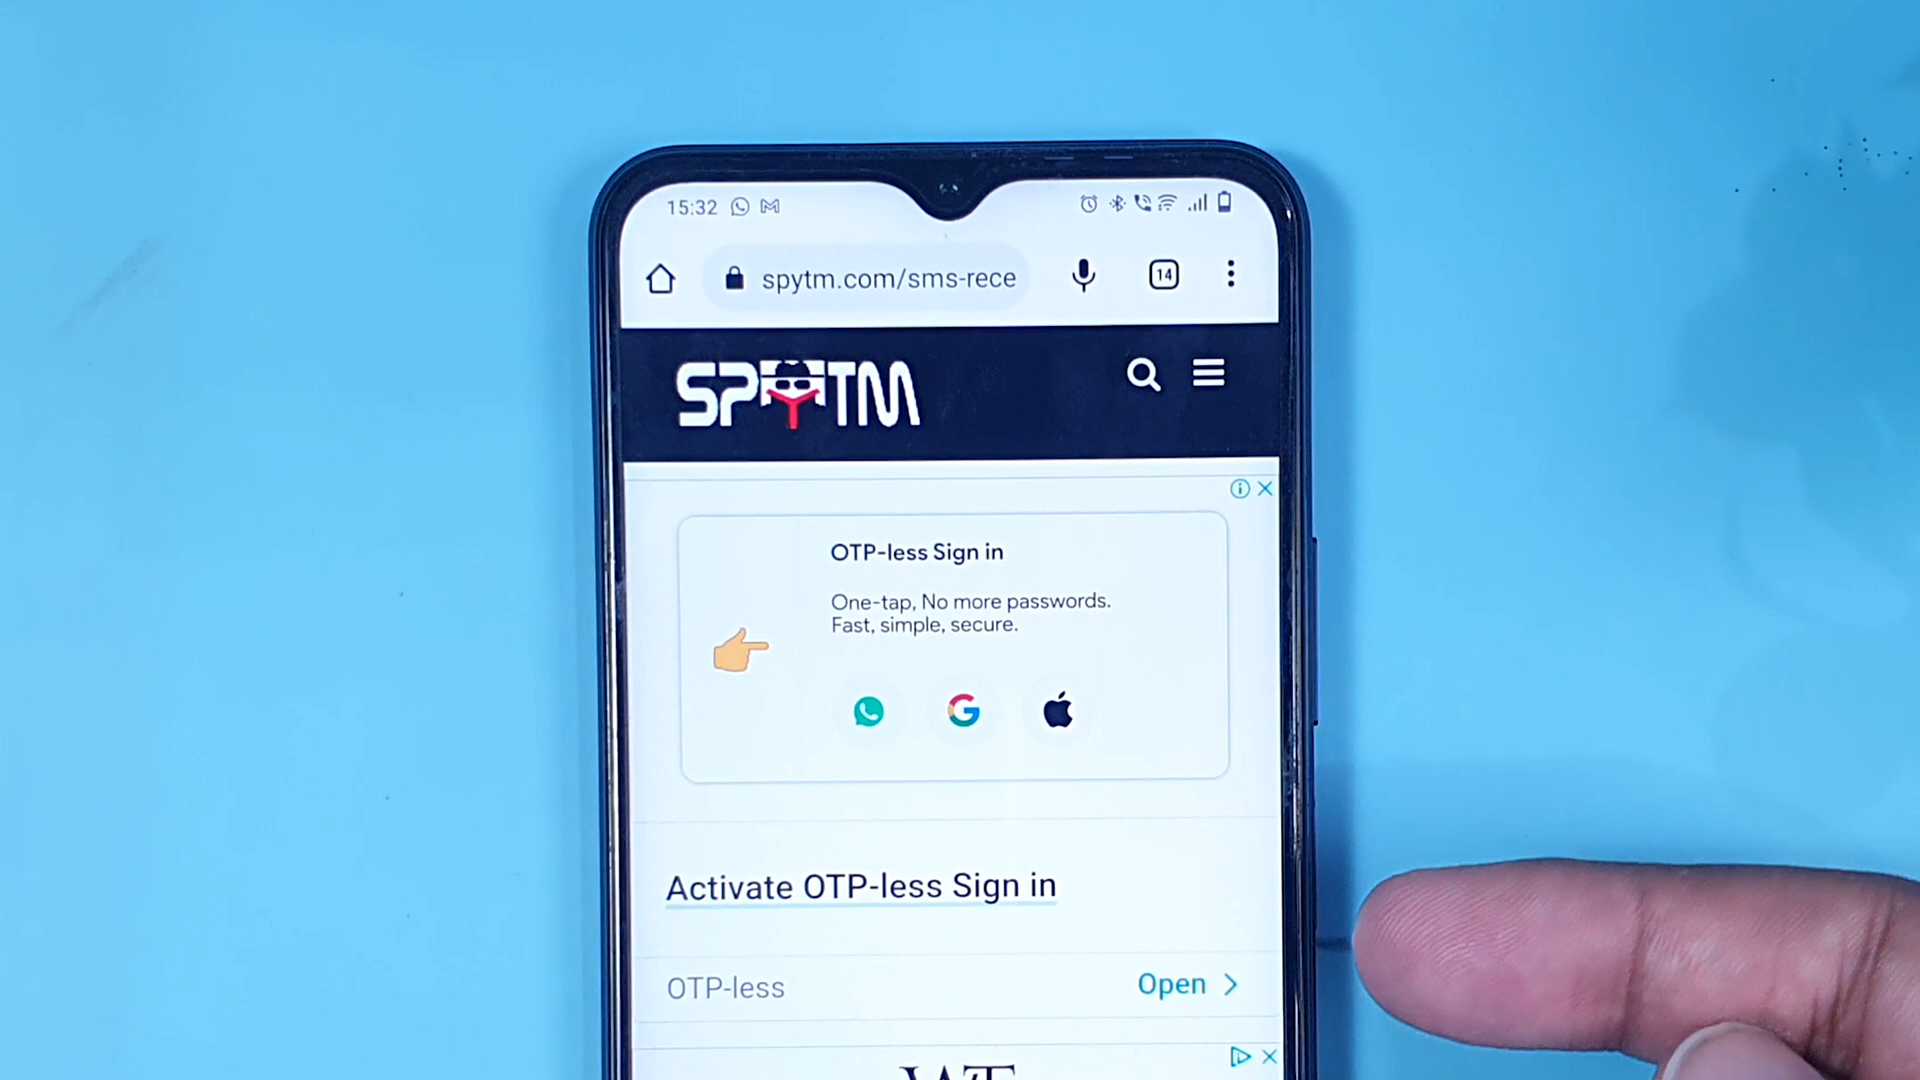 15:32
spytm.com/sms-rece
14
SPYTM
OTP-less Sign in
One-tap, No more passwords.
Fast, simple, secure.
Activate OTP-less Sign in
OTP-less
Open